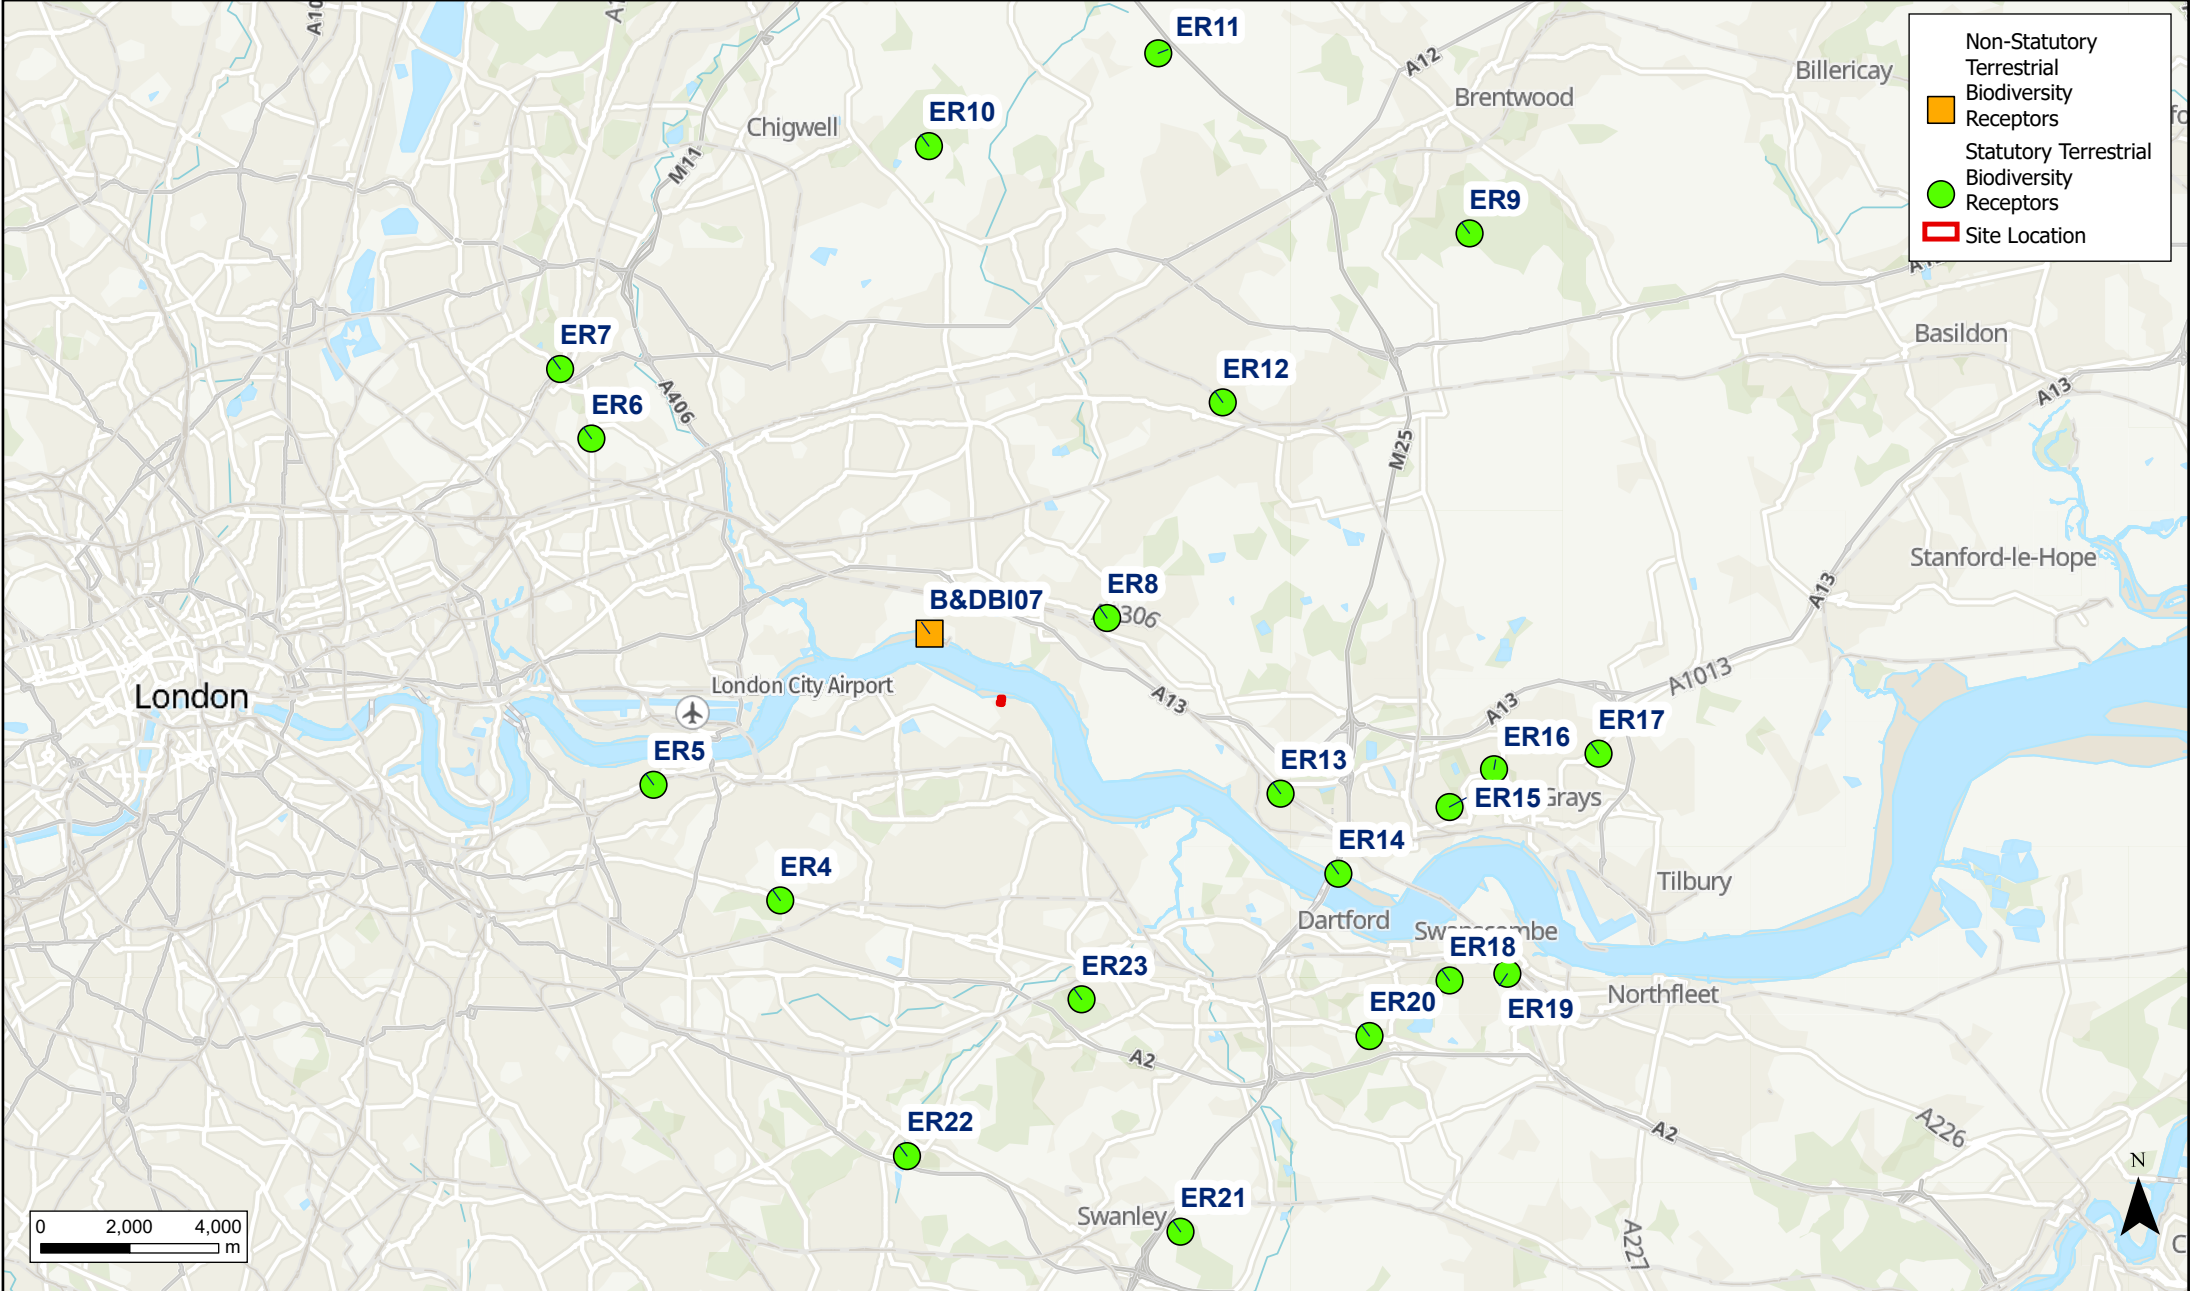 ER11
A12
Brentwood
Billericay
ER10
Chigwell
M11
ER9
Non-Statutory
Terrestrial
Biodiversity
Receptors
Statutory Terrestrial
Biodiversity
Receptors
Site Location
ER7
ER6
A406
ER12
M25
Basildon
A13
Stanford-le-Hope
A13
B&DBI07
ER8
London
London City Airport
A13
A13
A1013
ER5
ER13
ER16
ER17
ER15
Grays
ER14
Tilbury
ER4
Dartford
Swanscombe
ER18
ER23
ER20
ER19
Northfleet
A2
A2
A226
ER22
ER21
Swanley
A227
N
0 2,000 4,000
m